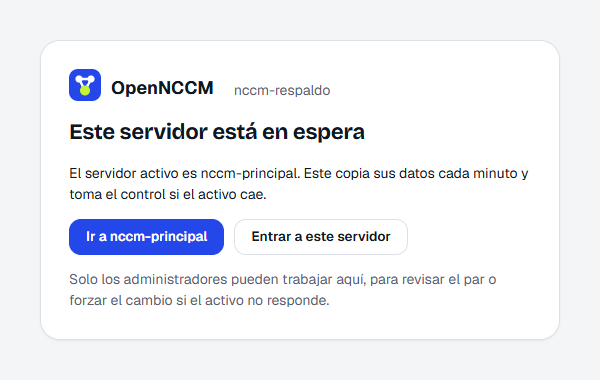 OpenNCCM nccm-respaldo
Este servidor está en espera
El servidor activo es nccm-principal. Este copia sus datos cada minuto y
toma el control si el activo cae.
Ir a nccm-principal Entrar a este servidor
Solo los administradores pueden trabajar aquí, para revisar el par o
forzar el cambio si el activo no responde.